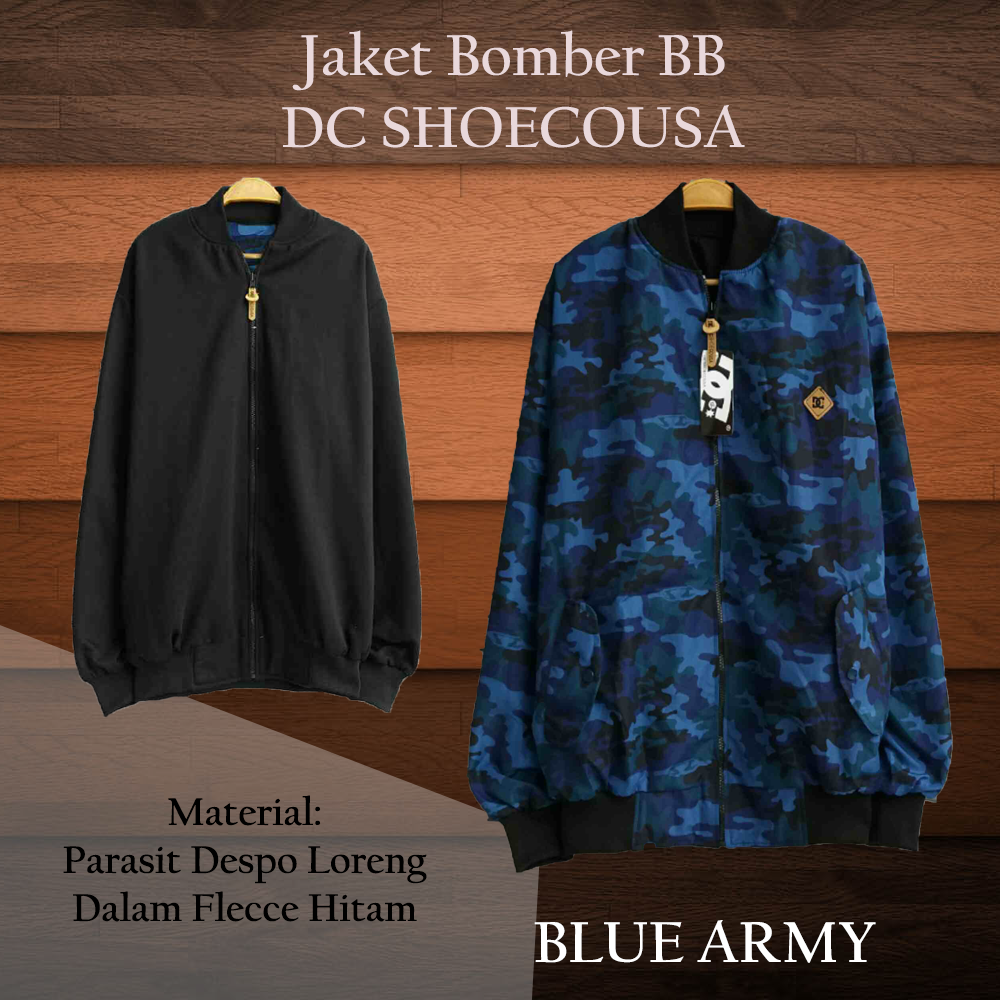 Jaket Bomber BB
DC SHOECOUSA
Material:
Parasit Despo Loreng
Dalam Flecce Hitam
BLUE ARMY